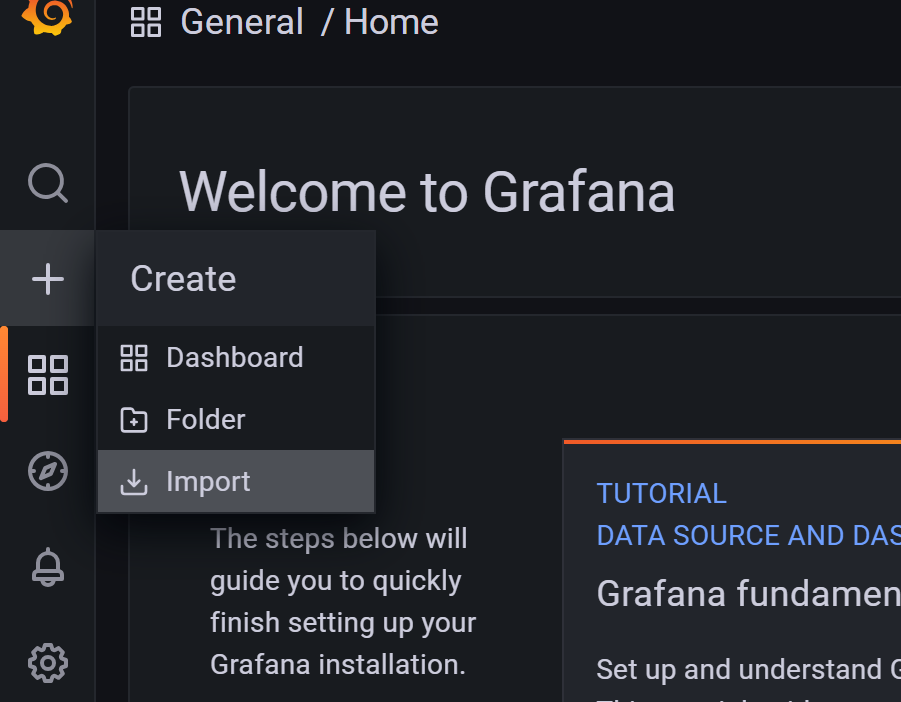 General / Home
Welcome to Grafana
Create
Dashboard
Folder
Import
The steps below will
guide you to quickly
finish setting up your
Grafana installation.
TUTORIAL
DATA SOURCE AND DAS
Grafana fundamen
Set up and understand G